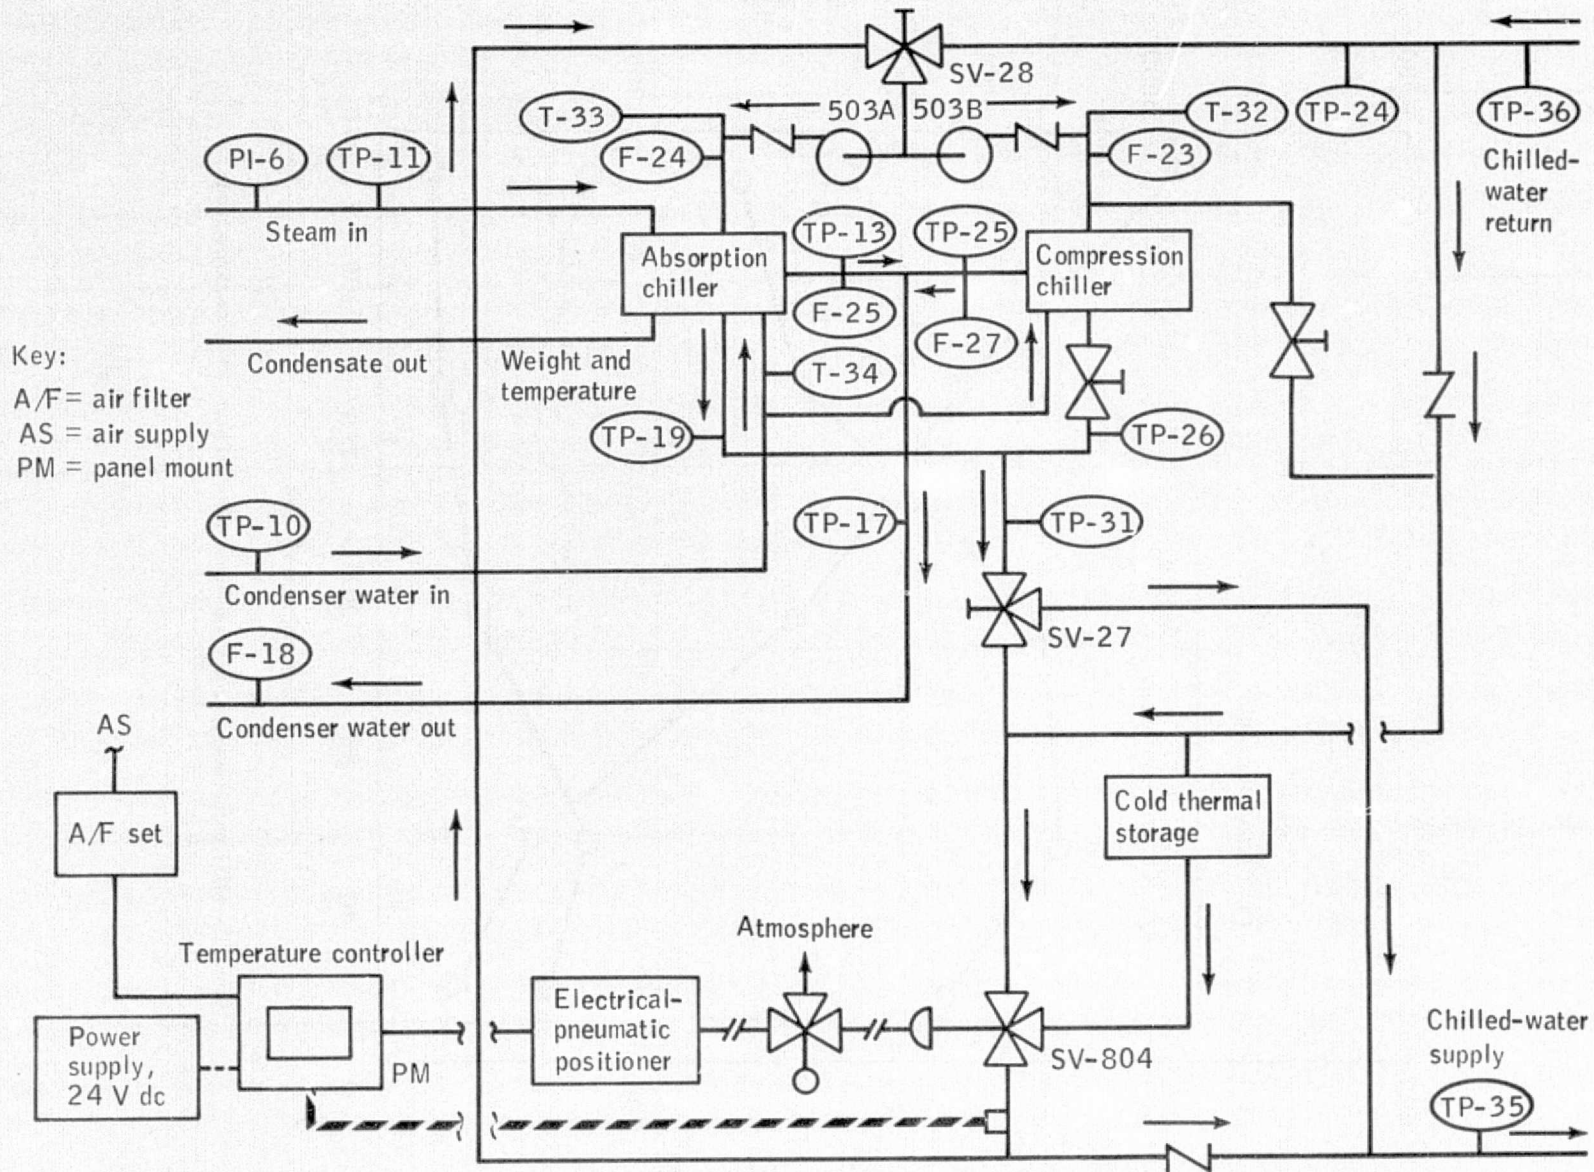 SV-28
503A
503B
T-33
T-32
TP-24
TP-36
F-24
F-23
PI-6
TP-11
Chilled-
water
return
Steam in
TP-13
TP-25
Absorption
chiller
Compression
chiller
F-25
F-27
Key:
A/F= air filter
AS = air supply
PM = panel mount
Condensate out
Weight and
temperature
T-34
TP-19
TP-26
TP-10
TP-17
TP-31
Condenser water in
SV-27
F-18
Condenser water out
AS
A/F set
Cold thermal
storage
Temperature controller
Atmosphere
Electrical-
pneumatic
positioner
Power
supply,
24 V dc
PM
SV-804
Chilled-water
supply
TP-35